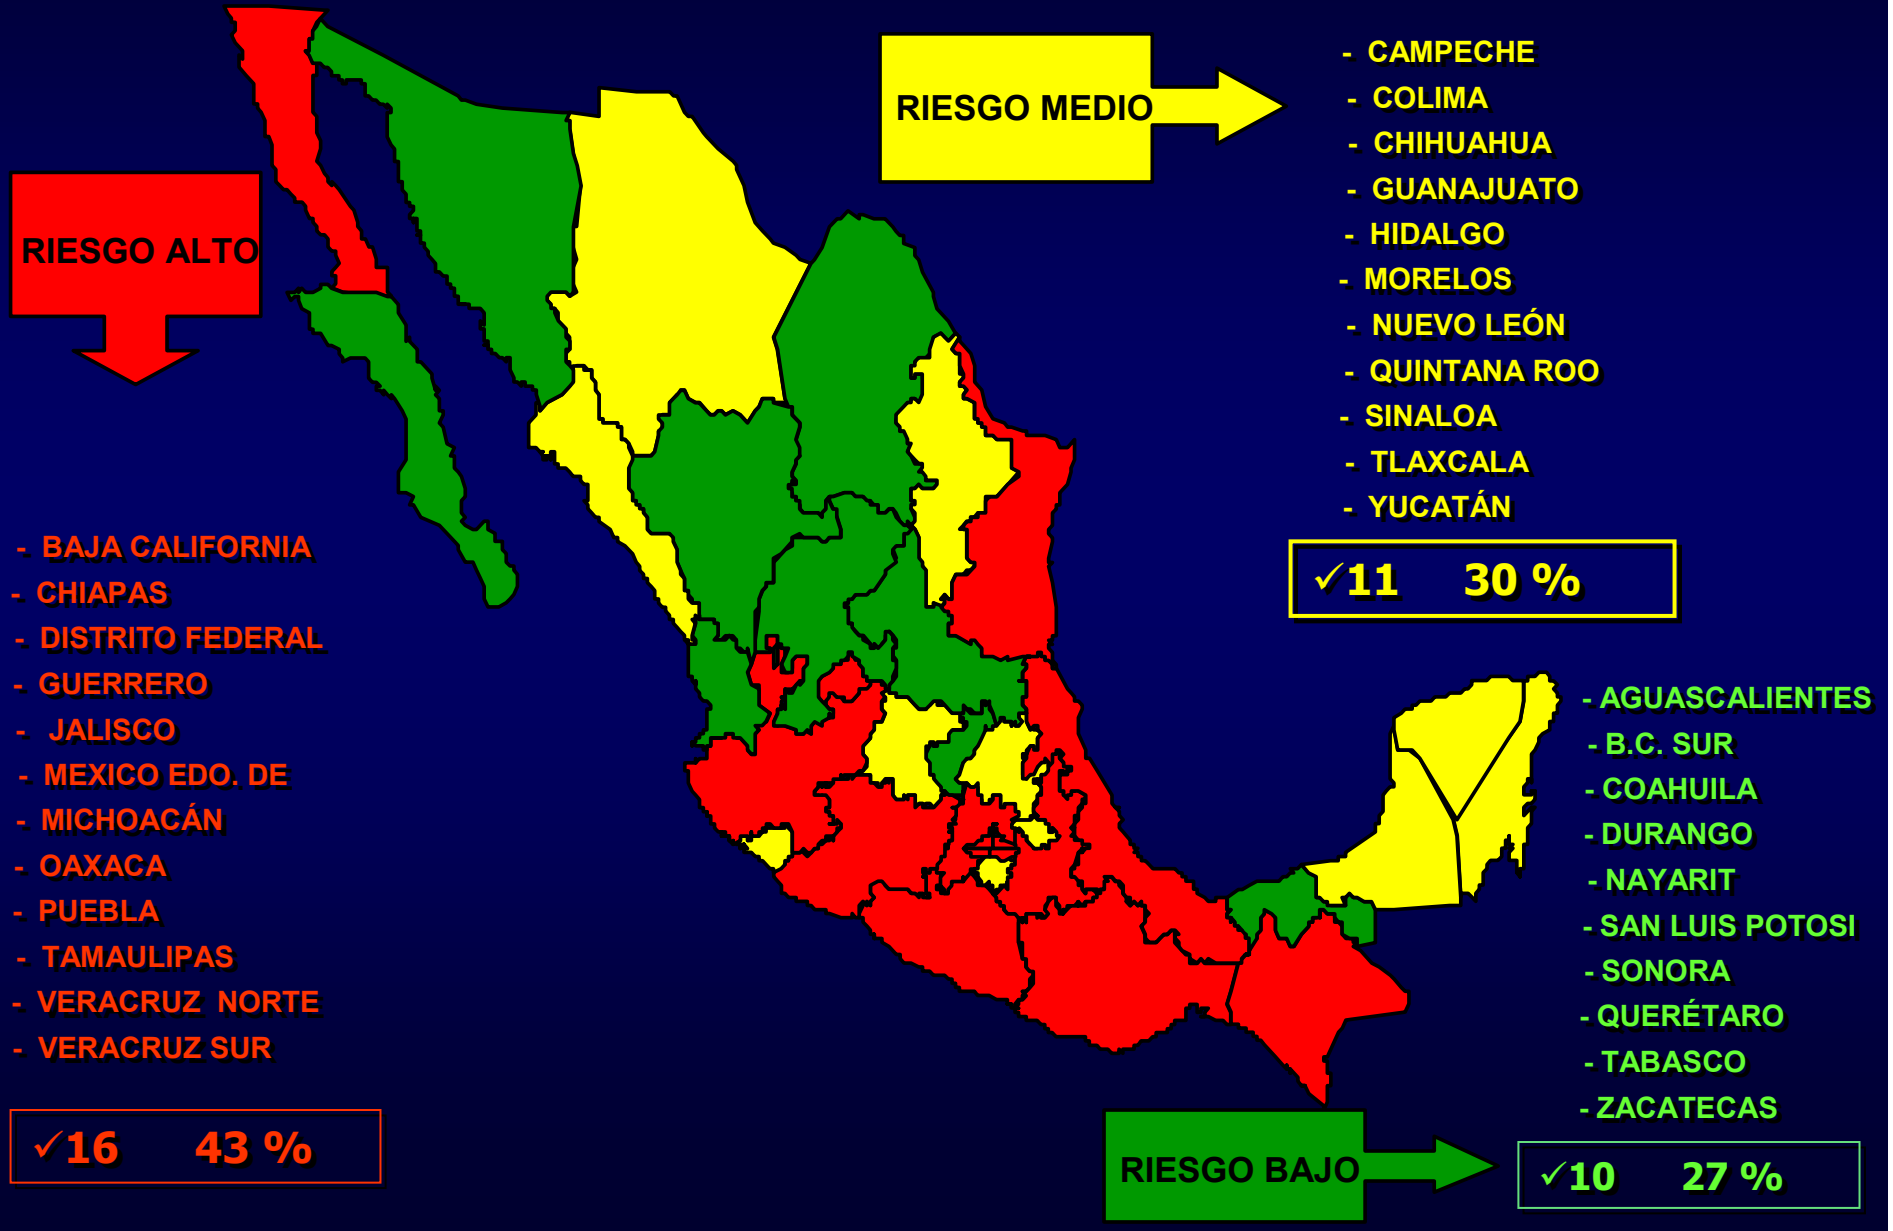 RIESGO ALTO
- BAJA CALIFORNIA
- CHIAPAS
- DISTRITO FEDERAL
- GUERRERO
- JALISCO
- MEXICO EDO. DE
- MICHOACÁN
- OAXACA
- PUEBLA
- TAMAULIPAS
- VERACRUZ NORTE
- VERACRUZ SUR
✓16 43 %
RIESGO MEDIO
- CAMPECHE
- COLIMA
- CHIHUAHUA
- GUANAJUATO
- HIDALGO
- MORELOS
- NUEVO LEÓN
- QUINTANA ROO
- SINALOA
- TLAXCALA
- YUCATÁN
✓11 30 %
RIESGO BAJO
- AGUASCALIENTES
- B.C. SUR
- COAHUILA
- DURANGO
- NAYARIT
- SAN LUIS POTOSI
- SONORA
- QUERÉTARO
- TABASCO
- ZACATECAS
✓10 27 %